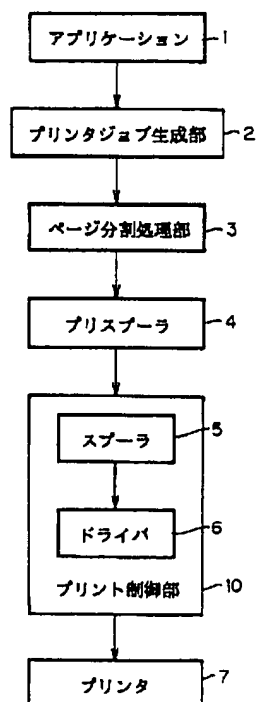 アプリケーション 1
プリンタジョブ生成部 2
ページ分割処理部 3
プリスプーラ 4
スプーラ 5
ドライバ 6
プリント制御部 10
プリンタ 7